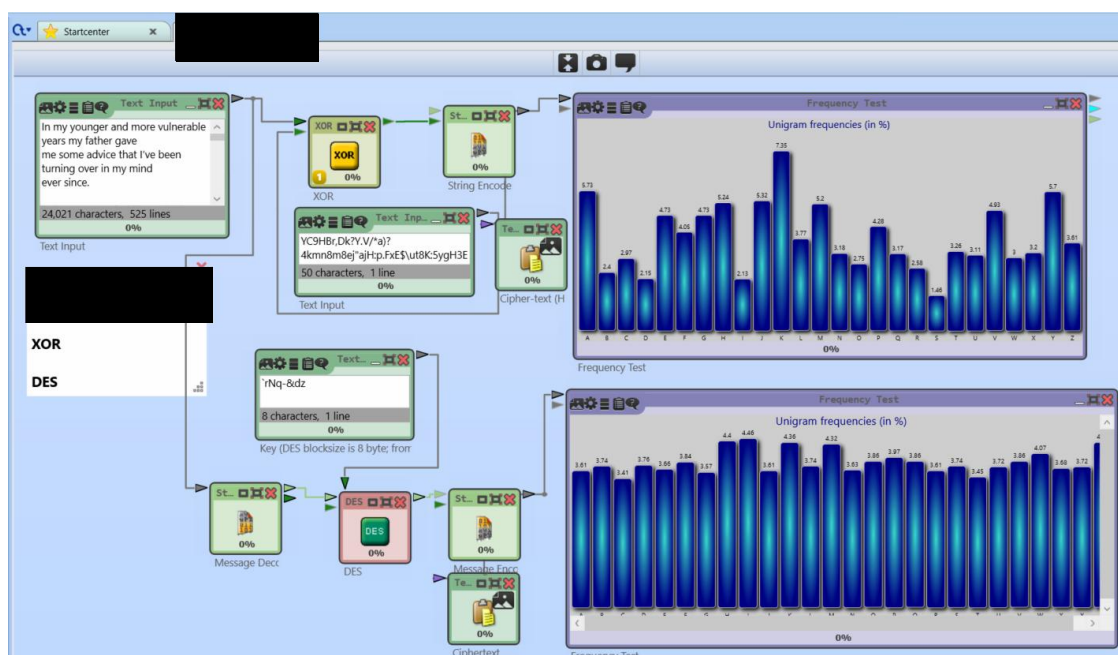 Startcenter
Text Input
In my younger and more vulnerable
years my father gave
me some advice that I've been
turning over in my mind
ever since.
24,021 characters, 525 lines
0%
Text Input
XOR
XOR
1
0%
XOR
St..
0%
String Encode
Frequency Test
Unigram frequencies (in %)
5.73 2.4 2.97 2.15 4.73 4.05 4.73 5.24 2.13 5.32 7.35 3.77 5.2 3.18 2.75 4.28 3.17 2.58 1.46 3.26 3.11 4.93 3 3.2 5.7 3.61
A B C D E F G H I J K L M N O P Q R S T U V W X Y Z
0%
Frequency Test
Text Inp..
YC9HBr,Dk?Y.V/*a)?
4kmn8m8ej"ajH:p.FxE$\ut8K:5ygH3E
50 characters, 1 line
0%
Text Input
Te..
0%
Cipher-text (H
XOR
DES
Text..
`rNq-&dz
8 characters, 1 line
0%
Key (DES blocksize is 8 byte; fron
St..
0%
Message Decc
DES
DES
0%
DES
St..
0%
Message Enco
Te..
0%
Ciphertext
Frequency Test
Unigram frequencies (in %)
3.61 3.74 3.41 3.76 3.66 3.84 3.57 4.4 4.46 3.61 4.36 3.74 4.32 3.63 3.86 3.97 3.86 3.61 3.74 3.45 3.72 3.86 4.07 3.68 3.72 4
0%
Frequency Test